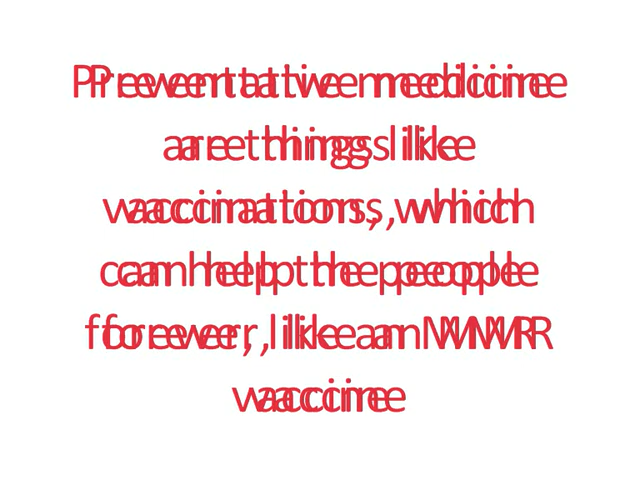 Preventative medicine
are things like
vaccinations, which
can help the people
forever, like an MMR
vaccine